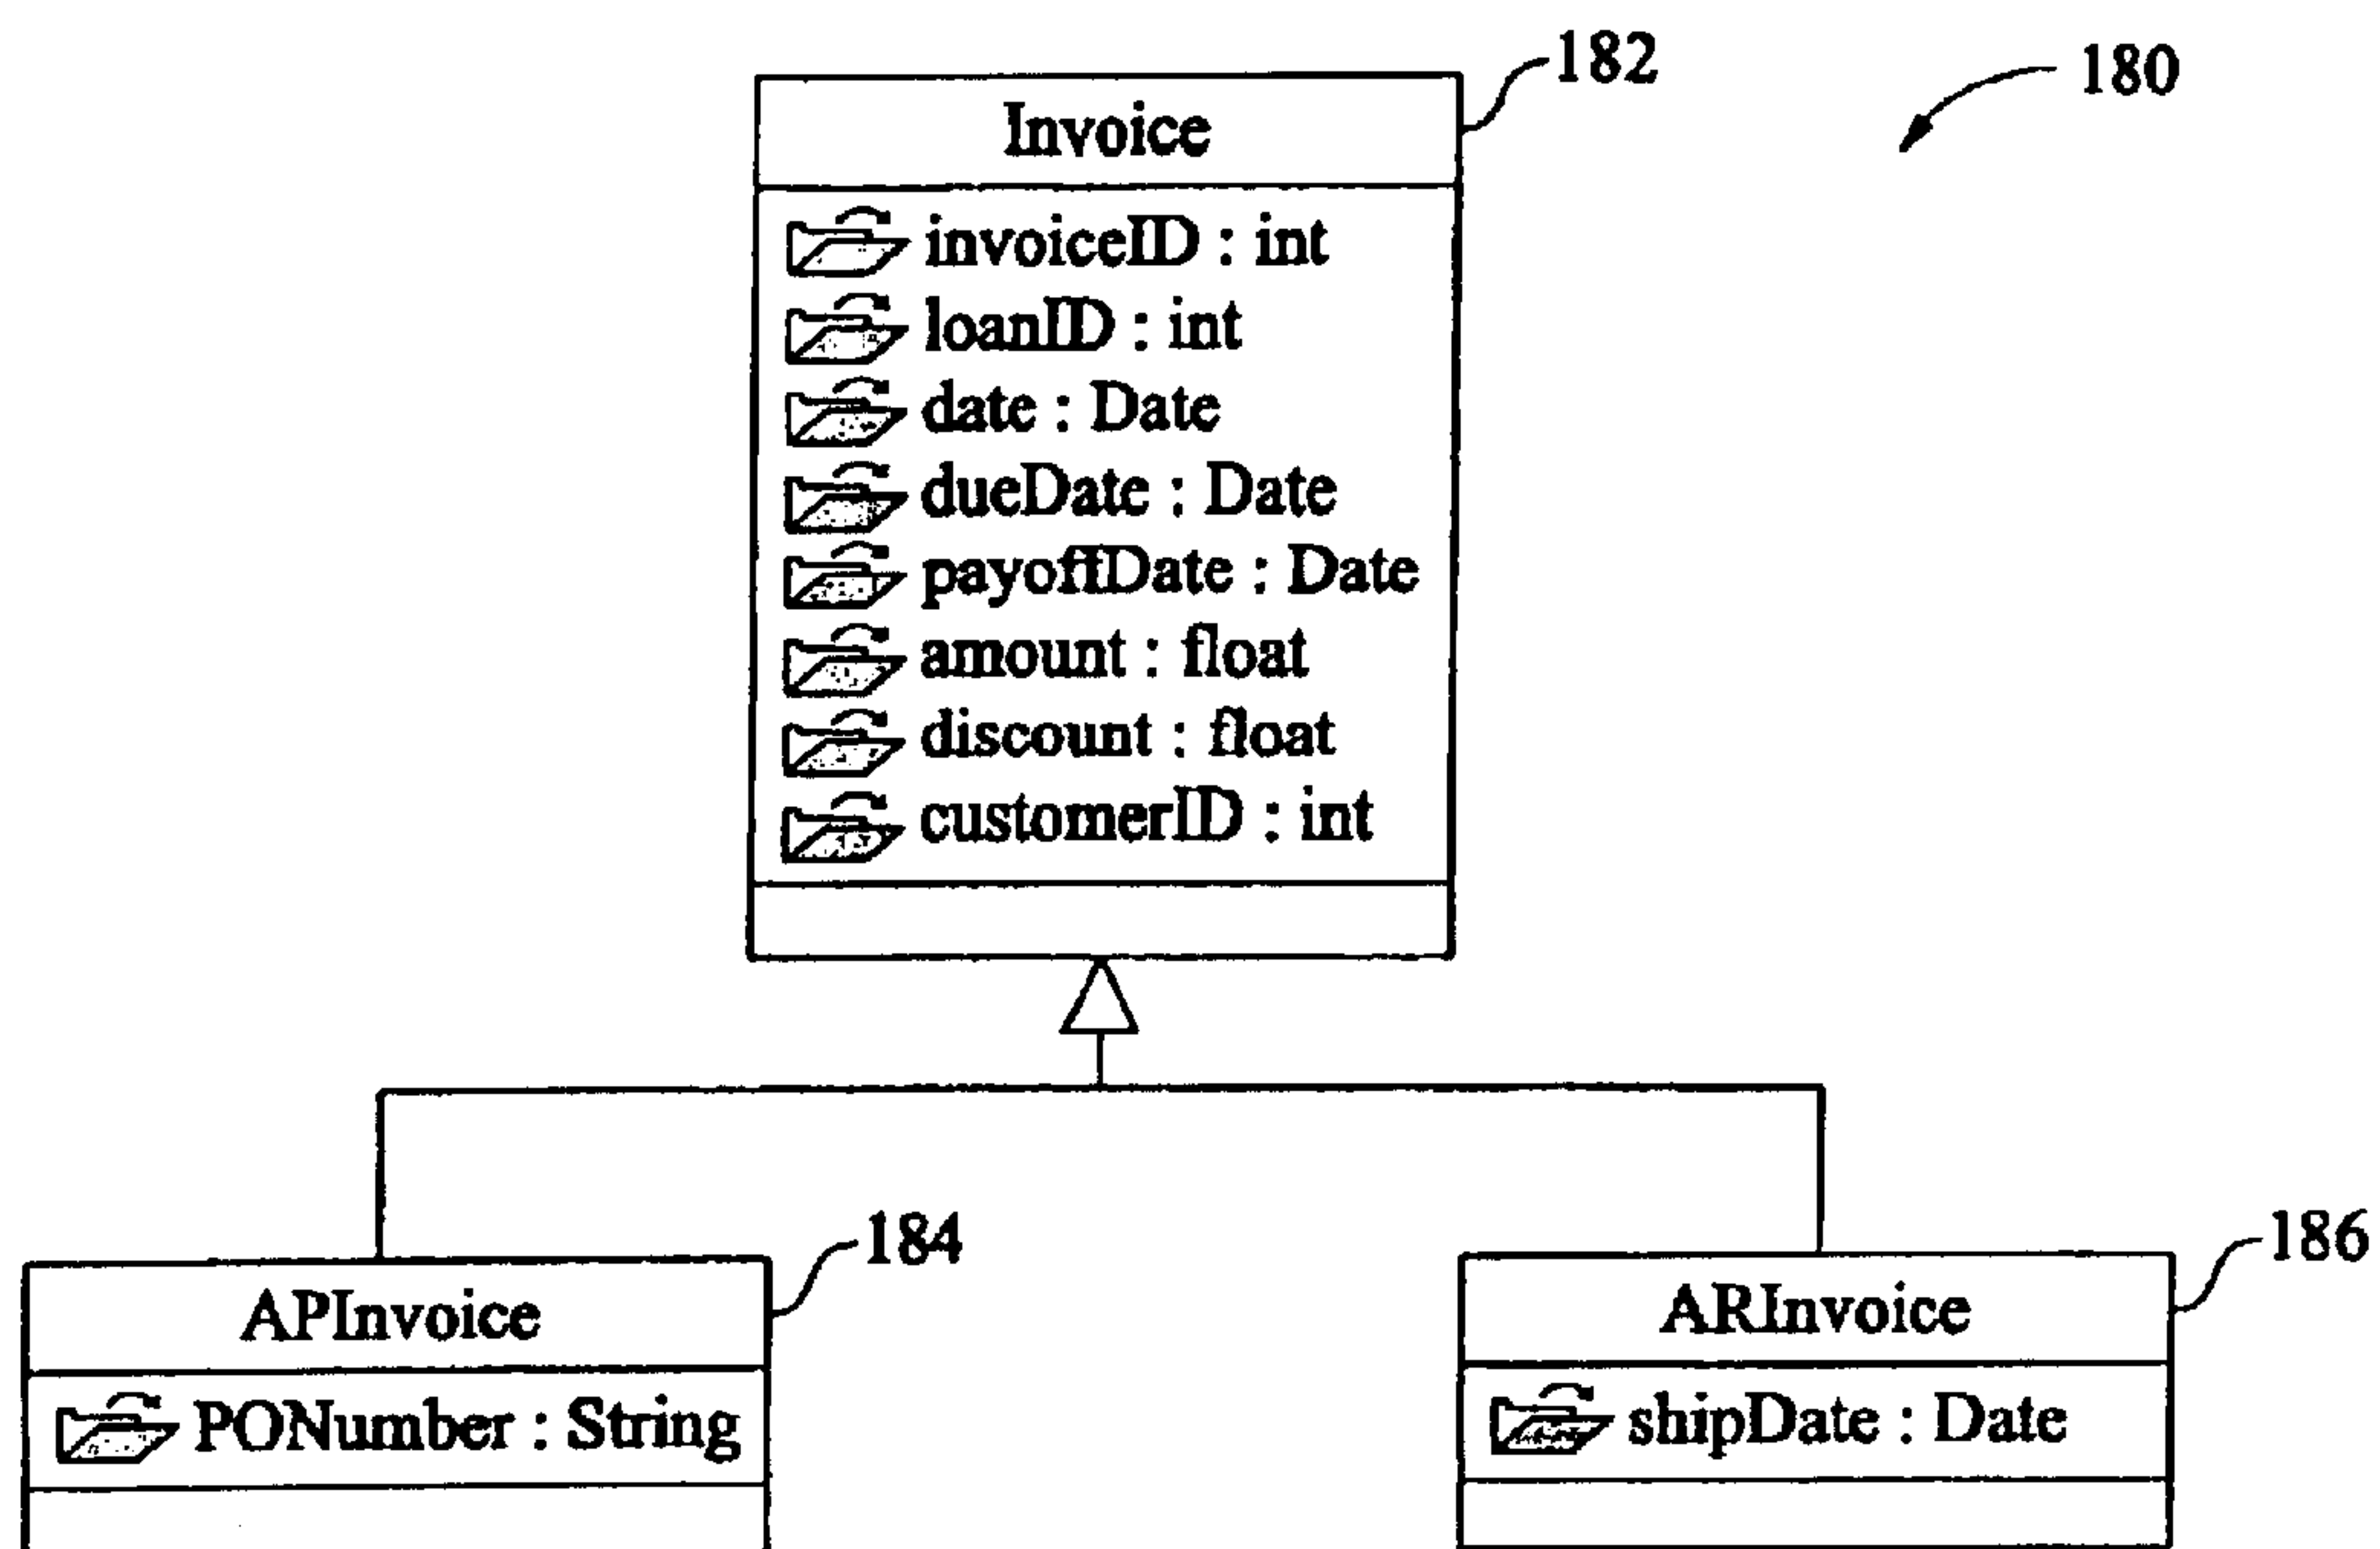 182
180
Invoice
invoiceID : int
loanID : int
date : Date
dueDate : Date
payoffDate : Date
amount : float
discount : float
customerID : int
184
186
APInvoice
ARInvoice
PONumber : String
shipDate : Date